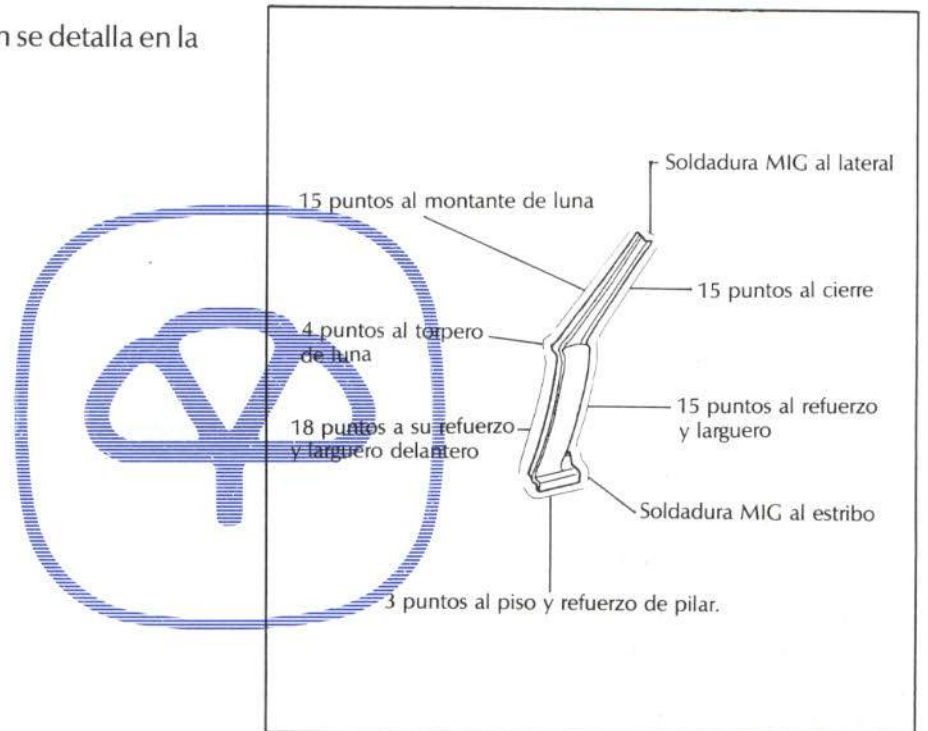 n se detalla en la
Soldadura MIG al lateral
15 puntos al montante de luna
15 puntos al cierre
4 puntos al torpero
de luna
15 puntos al refuerzo
y larguero
18 puntos a su refuerzo
y larguero delantero
Soldadura MIG al estribo
3 puntos al piso y refuerzo de pilar.